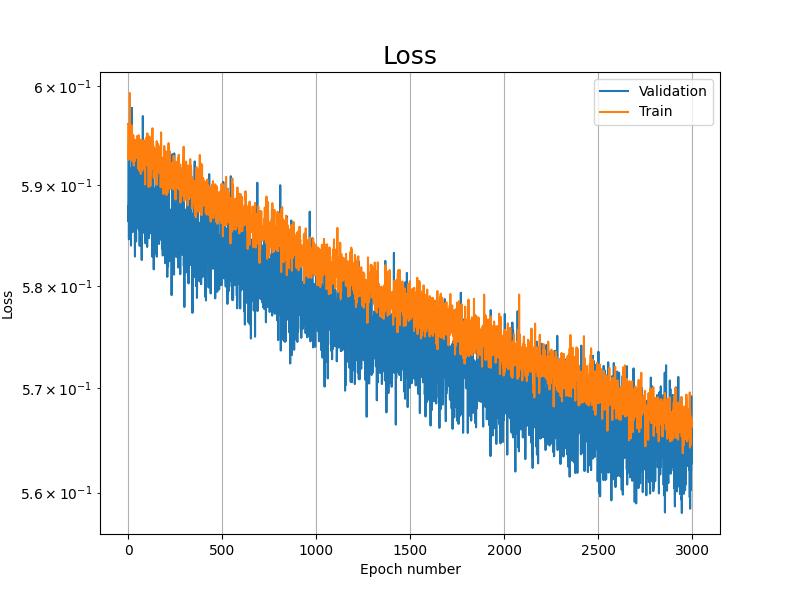 Loss
Validation
Train
6 × 10⁻¹
5.9 × 10⁻¹
5.8 × 10⁻¹
5.7 × 10⁻¹
5.6 × 10⁻¹
Loss
0 500 1000 1500 2000 2500 3000
Epoch number